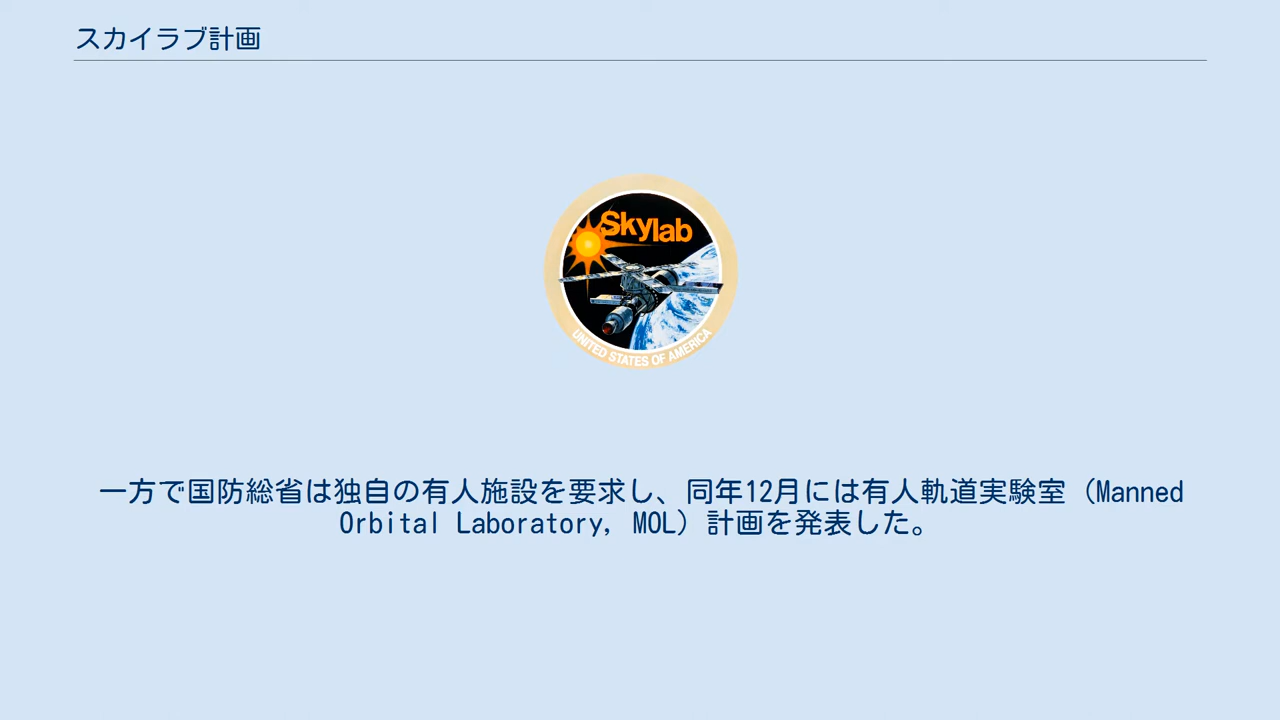 スカイラブ計画
Skylab
UNITED STATES OF AMERICA
一方で国防総省は独自の有人施設を要求し、同年12月には有人軌道実験室（Manned
Orbital Laboratory, MOL）計画を発表した。